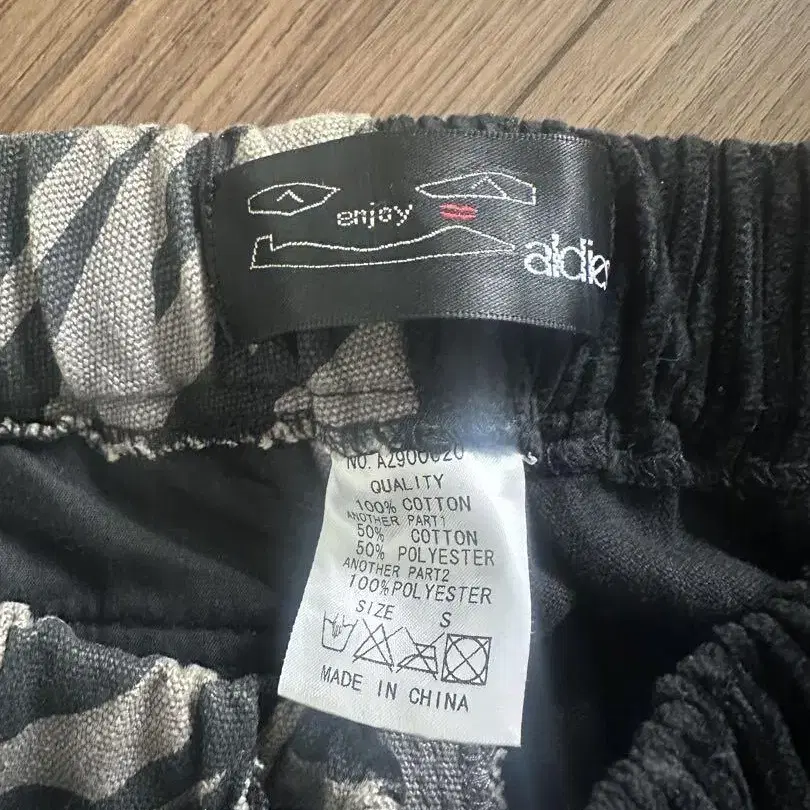 enjoy
aldies
NO. A2900020
QUALITY
100% COTTON
ANOTHER PART1
50% COTTON
50% POLYESTER
ANOTHER PART2
100%POLYESTER
SIZE S
MADE IN CHINA